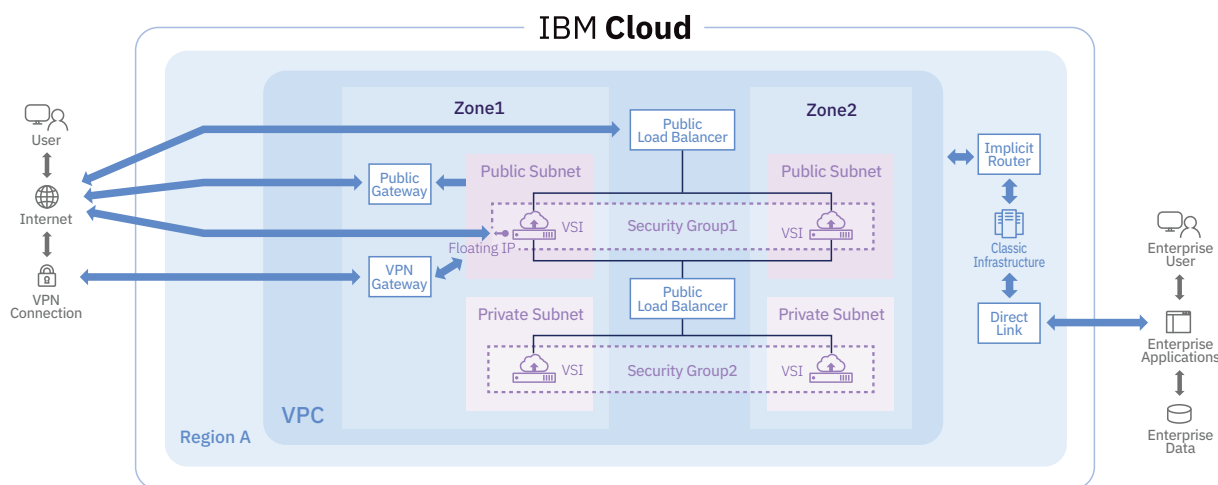 IBM Cloud
User
Internet
VPN
Connection
Zone1
Zone2
Public
Load Balancer
Public
Gateway
Public Subnet
Public Subnet
VSI
Security Group1
VSI
Floating IP
VPN
Gateway
Public
Load Balancer
Private Subnet
Private Subnet
VSI
Security Group2
VSI
VPC
Region A
Implicit
Router
Classic
Infrastructure
Direct
Link
Enterprise
User
Enterprise
Applications
Enterprise
Data